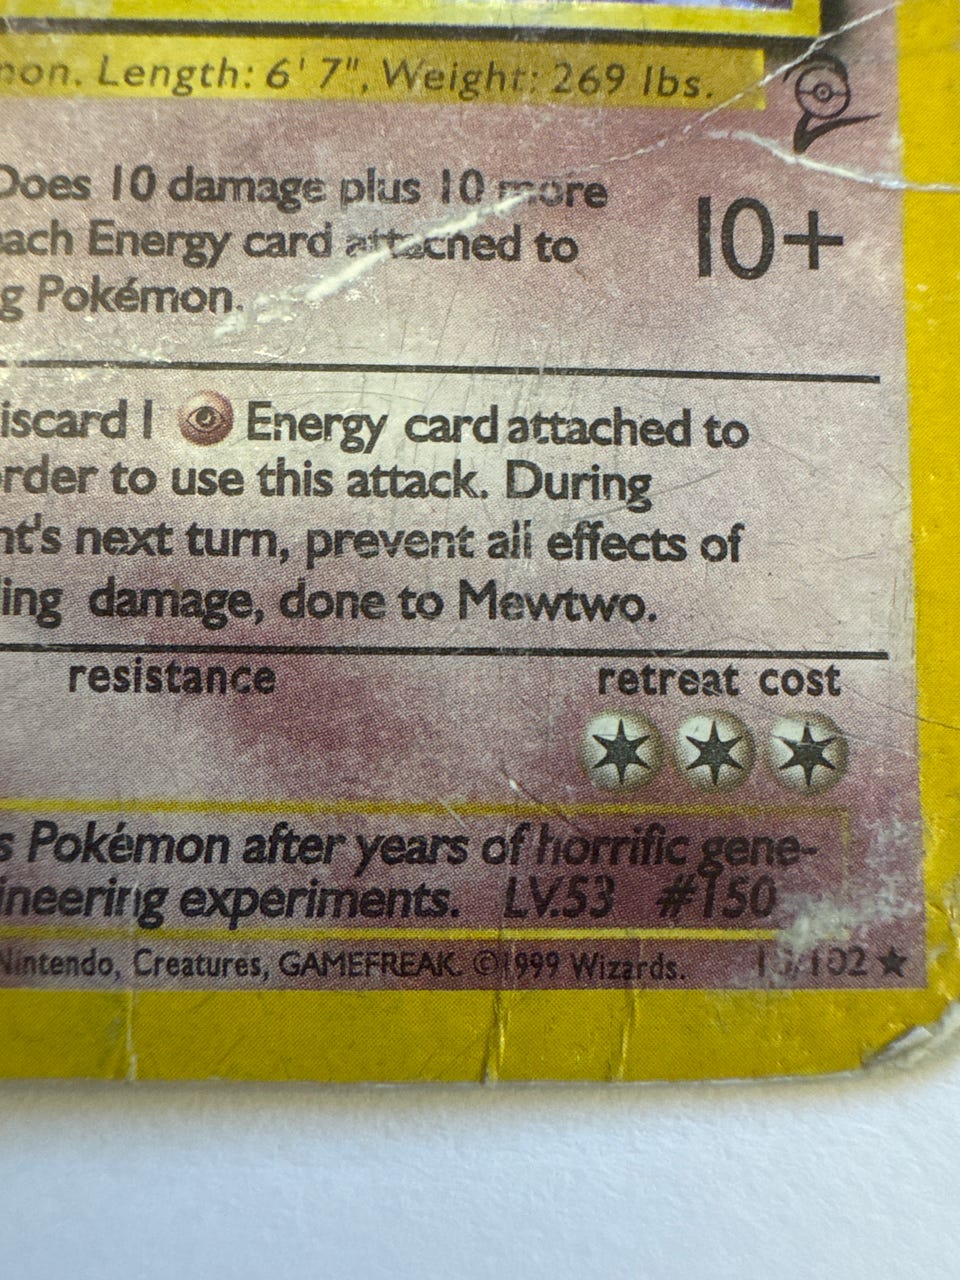 mon. Length: 6' 7", Weight: 269 lbs.
Does 10 damage plus 10 more
each Energy card attached to
g Pokémon.
10+
iscard 1 Energy card attached to
order to use this attack. During
nt's next turn, prevent all effects of
ing damage, done to Mewtwo.
resistance retreat cost
s Pokémon after years of horrific gene-
ineering experiments. LV.53 #150
Nintendo, Creatures, GAMEFREAK. ©1999 Wizards.